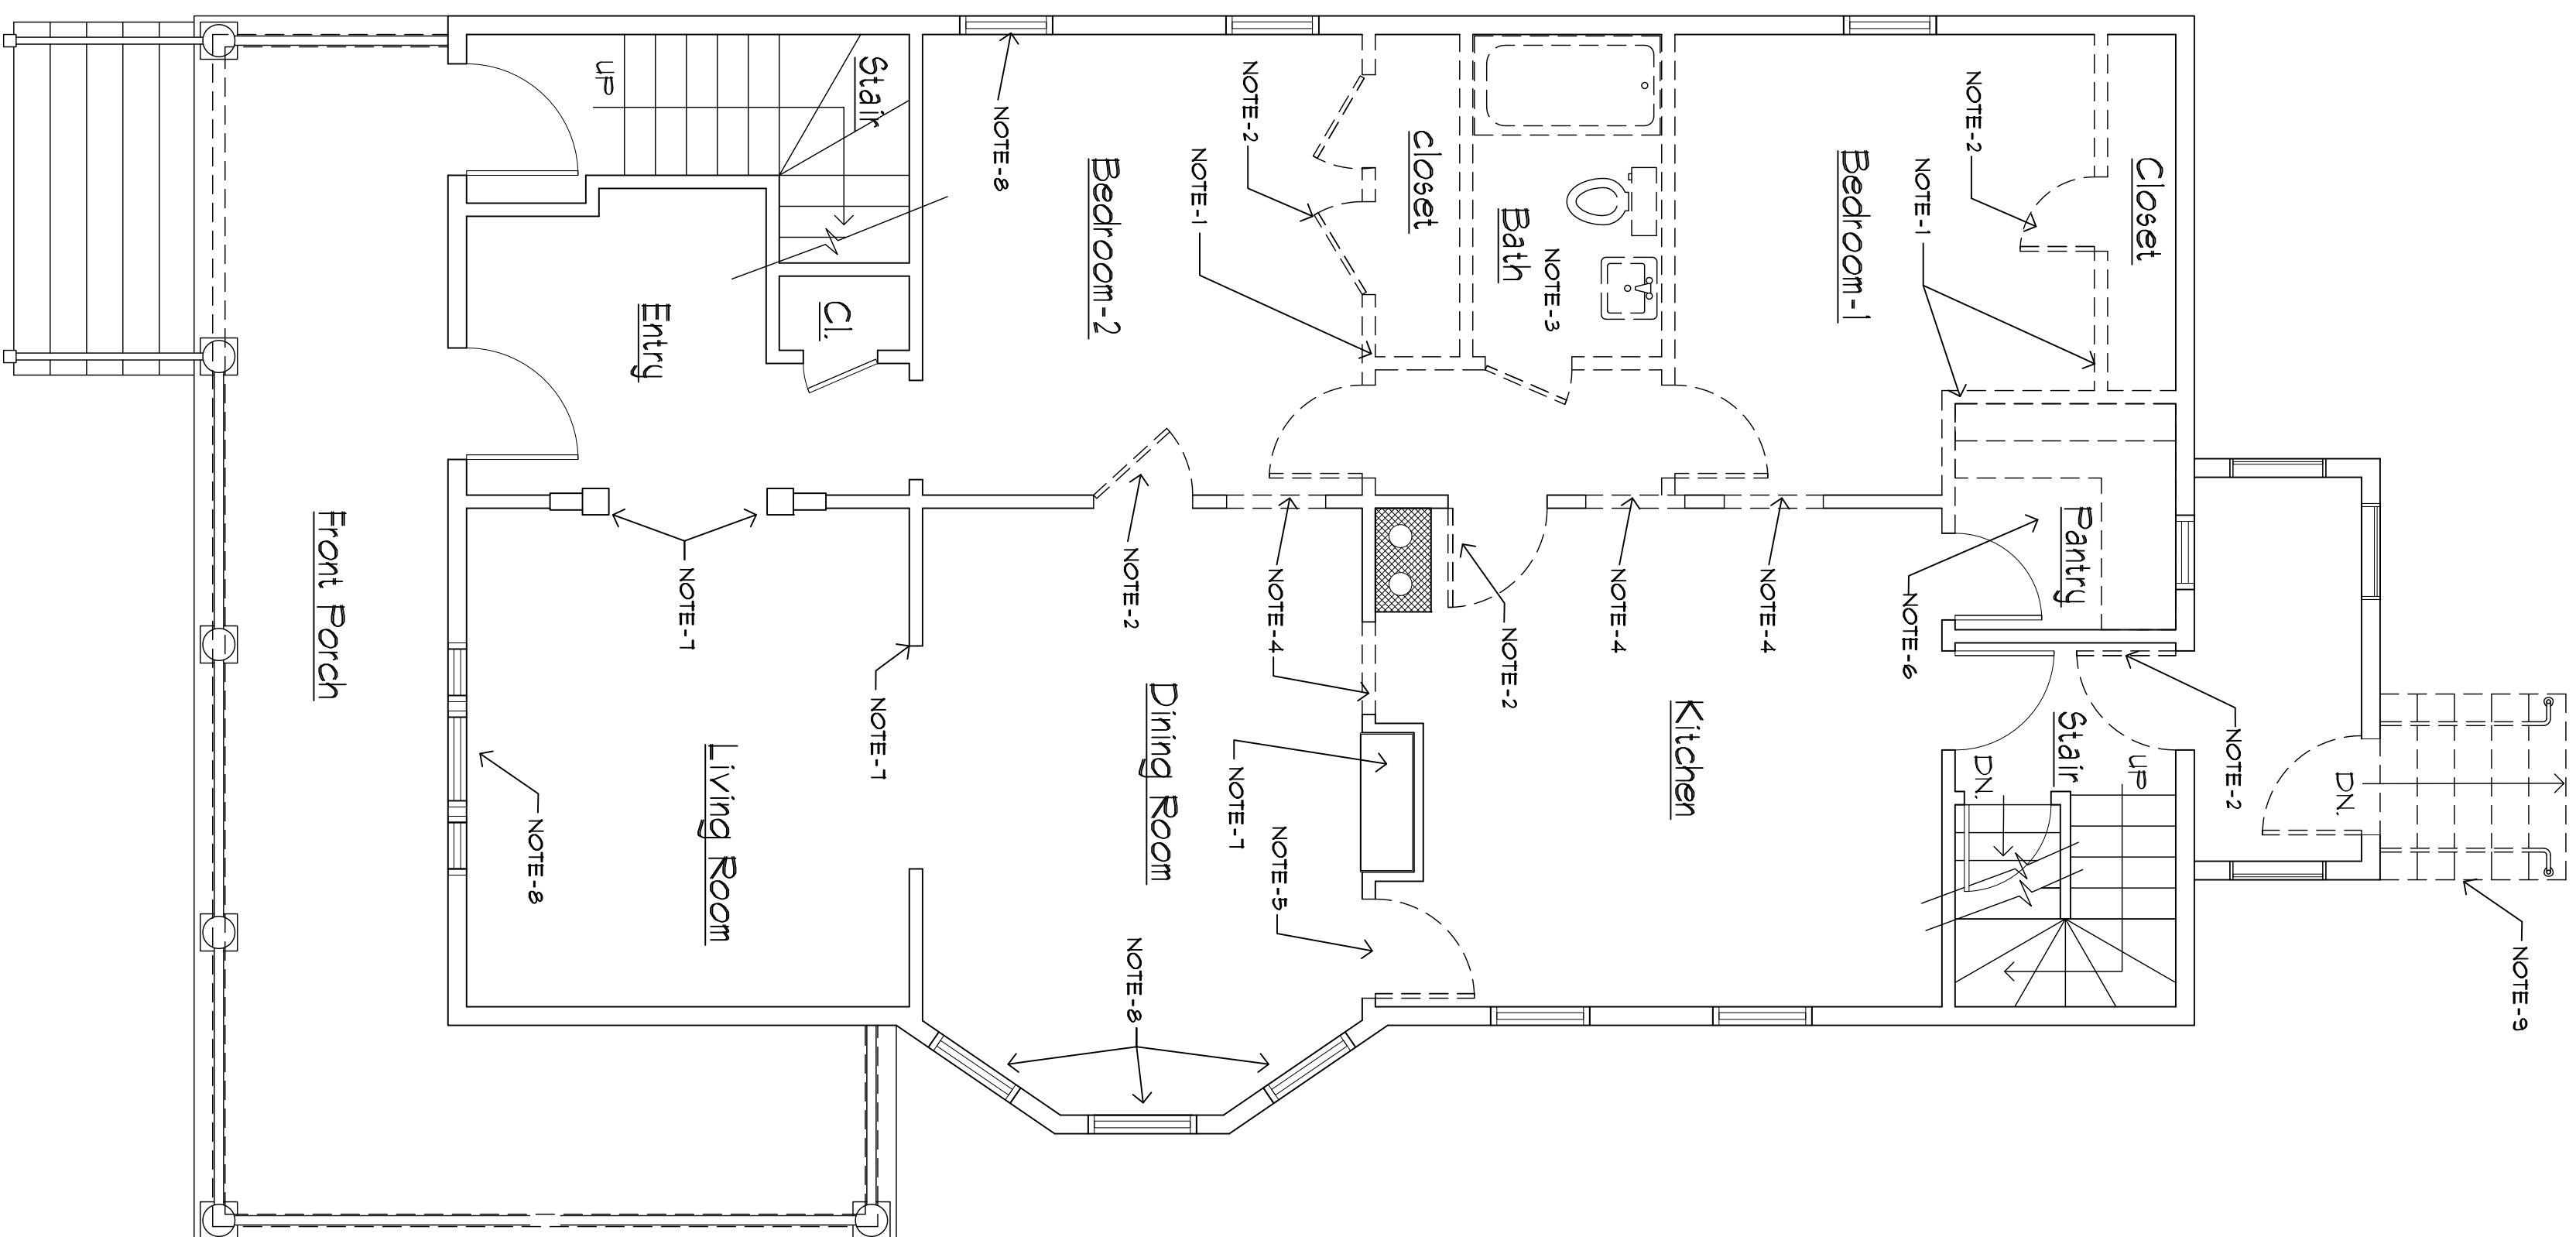 NOTE-9
DN.
NOTE-2
Closet
UP
Pantry
Stair
DN.
NOTE-2
NOTE-1
NOTE-6
Bedroom-1
NOTE-4
Kitchen
NOTE-4
NOTE-3
Bath
NOTE-2
closet
NOTE-5
NOTE-4
NOTE-2
NOTE-7
NOTE-1
Dining Room
NOTE-8
NOTE-2
Bedroom-2
NOTE-8
NOTE-7
Stair
Cl.
Living Room
NOTE-7
Entry
UP
NOTE-8
Front Porch